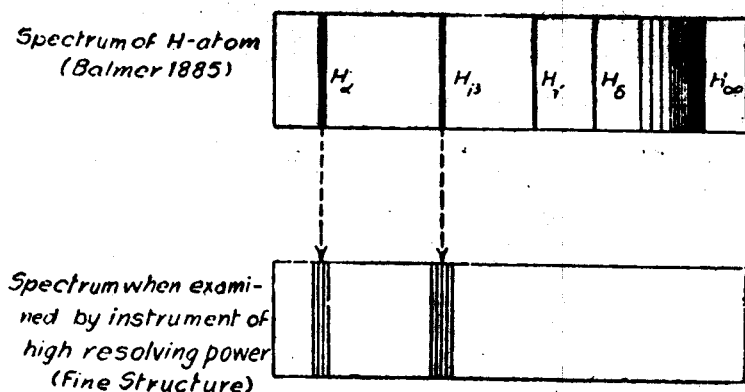 Spectrum of H-atom
(Balmer 1885)
Hα Hβ Hγ Hδ H∞
Spectrum when exami-
ned by instrument of
high resolving power
(Fine Structure)